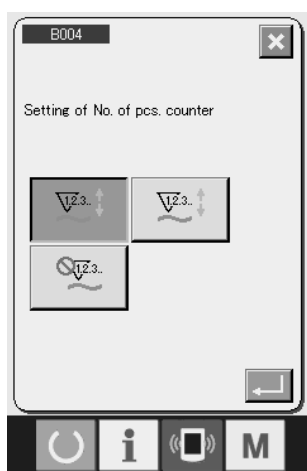 B004
Setting of No. of pcs. counter
1.2.3.. 1.2.3..
1.2.3..
i M